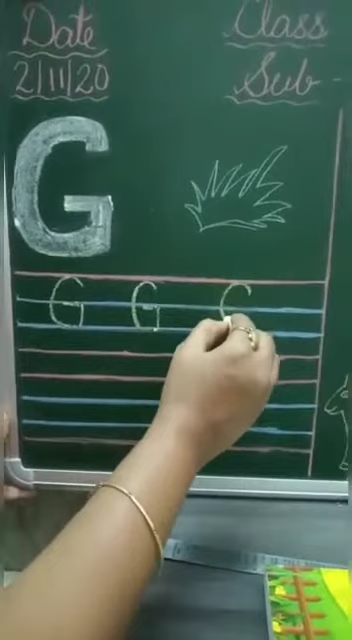 Date
2/11/20
Class
Sub-
G
G G G